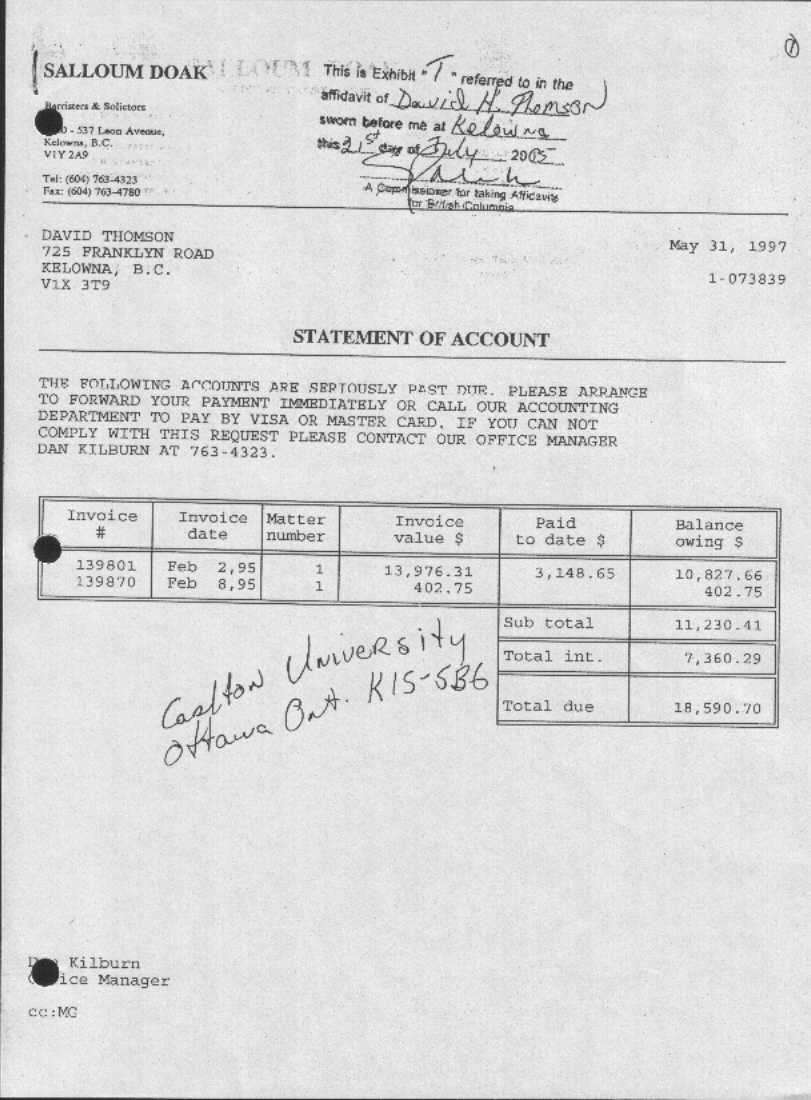 SALLOUM DOAK
Barristers & Solicitors
0 - 537 Leon Avenue,
Kelowna, B.C.
V1Y 2A9
Tel: (604) 763-4323
Fax: (604) 763-4780
This is Exhibit "1" referred to in the
affidavit of David H. Thomson
sworn before me at Kelowna
this 21st day of July 2005
A Commissioner for taking Affidavits
for British Columbia
DAVID THOMSON
725 FRANKLYN ROAD
KELOWNA, B.C.
V1X 3T9
May 31, 1997
1-073839
STATEMENT OF ACCOUNT
THE FOLLOWING ACCOUNTS ARE SERIOUSLY PAST DUE. PLEASE ARRANGE
TO FORWARD YOUR PAYMENT IMMEDIATELY OR CALL OUR ACCOUNTING
DEPARTMENT TO PAY BY VISA OR MASTER CARD. IF YOU CAN NOT
COMPLY WITH THIS REQUEST PLEASE CONTACT OUR OFFICE MANAGER
DAN KILBURN AT 763-4323.
Invoice # Invoice date Matter number Invoice value $ Paid to date $ Balance owing $
139801 Feb 2,95 1 13,976.31 3,148.65 10,827.66
139870 Feb 8,95 1 402.75 402.75
Sub total 11,230.41
Total int. 7,360.29
Total due 18,590.70
Carlton University
Ottawa Ont. K1S-5B6
Kilburn
ice Manager
cc:MG